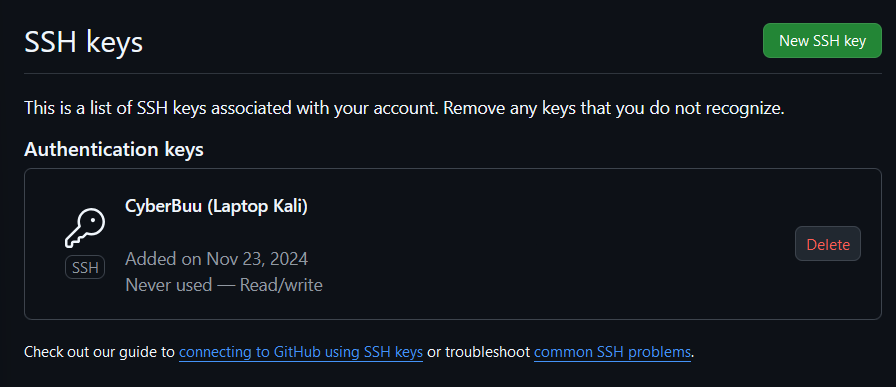 SSH keys
New SSH key
This is a list of SSH keys associated with your account. Remove any keys that you do not recognize.
Authentication keys
CyberBuu (Laptop Kali)
SSH
Added on Nov 23, 2024
Never used — Read/write
Delete
Check out our guide to connecting to GitHub using SSH keys or troubleshoot common SSH problems.